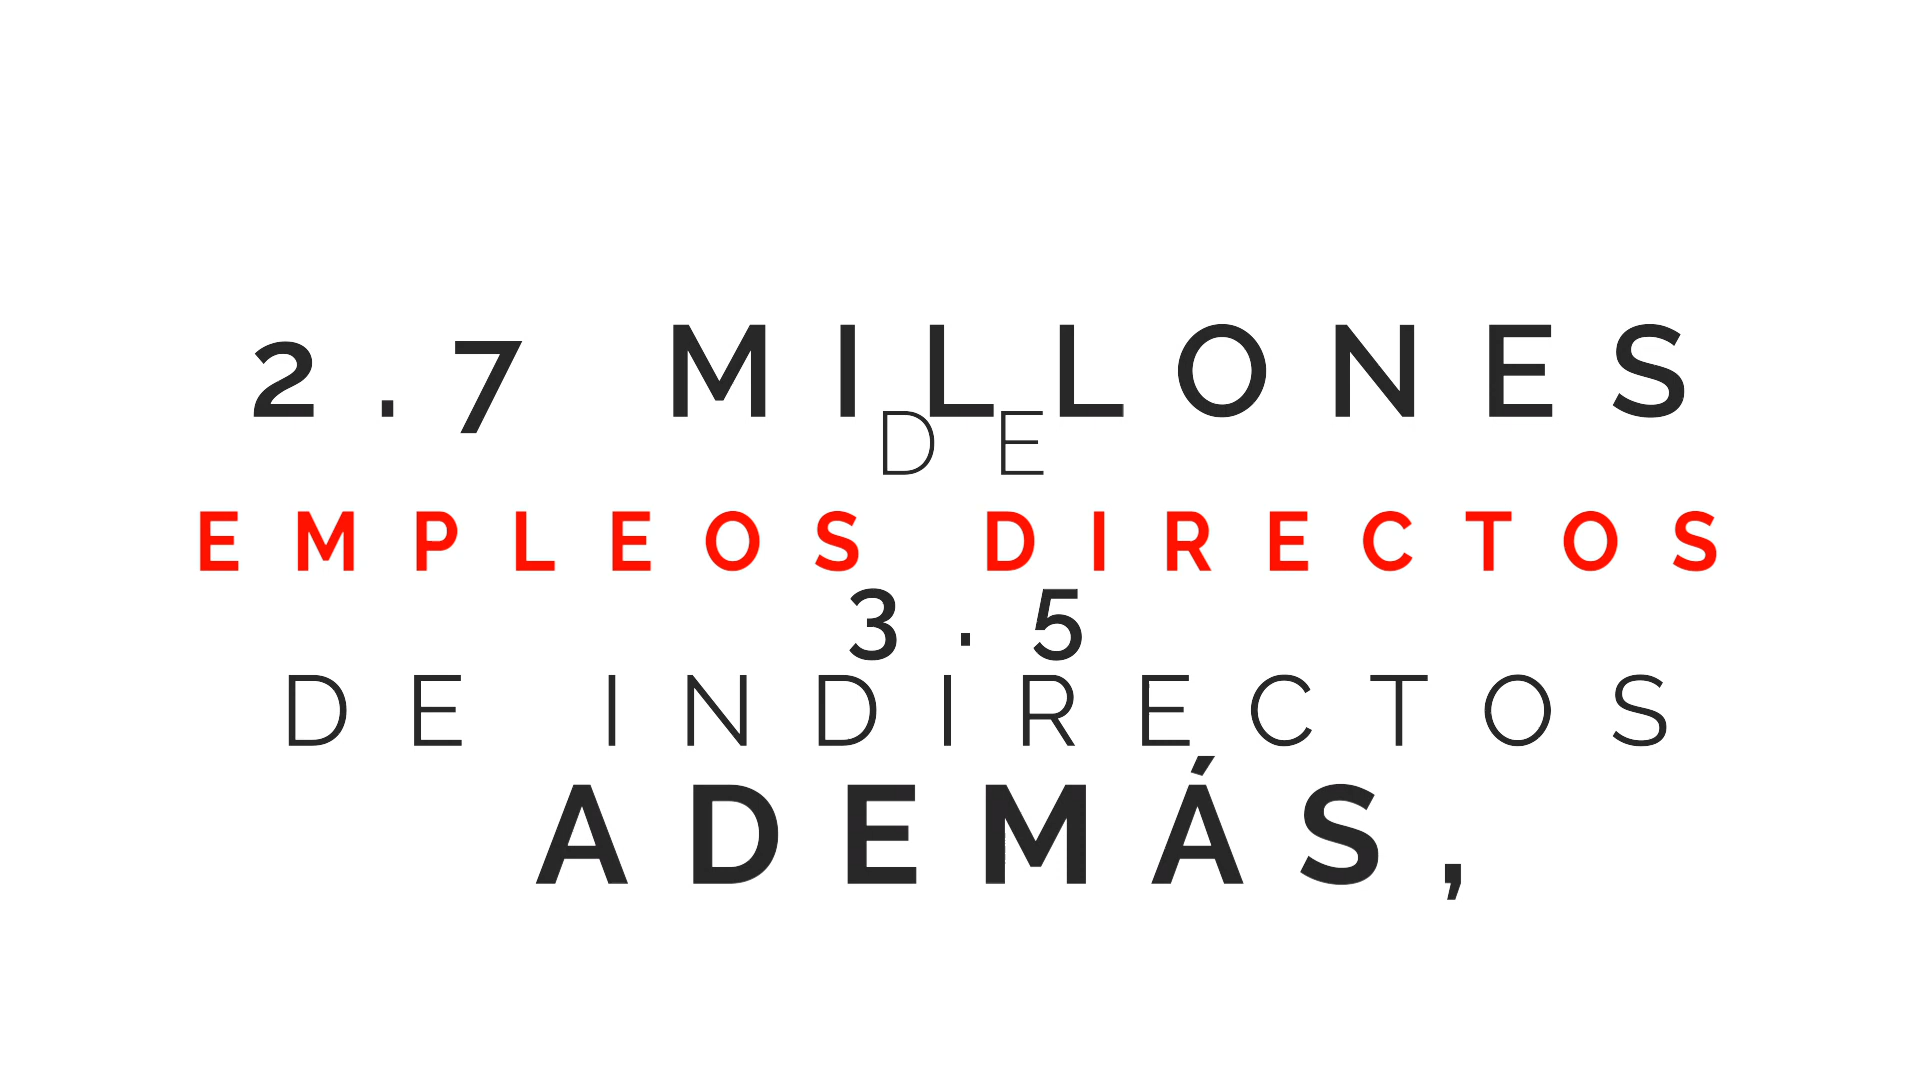 2.7 MILLONES
DE
EMPLEOS DIRECTOS
3.5
DE INDIRECTOS
ADEMÁS,